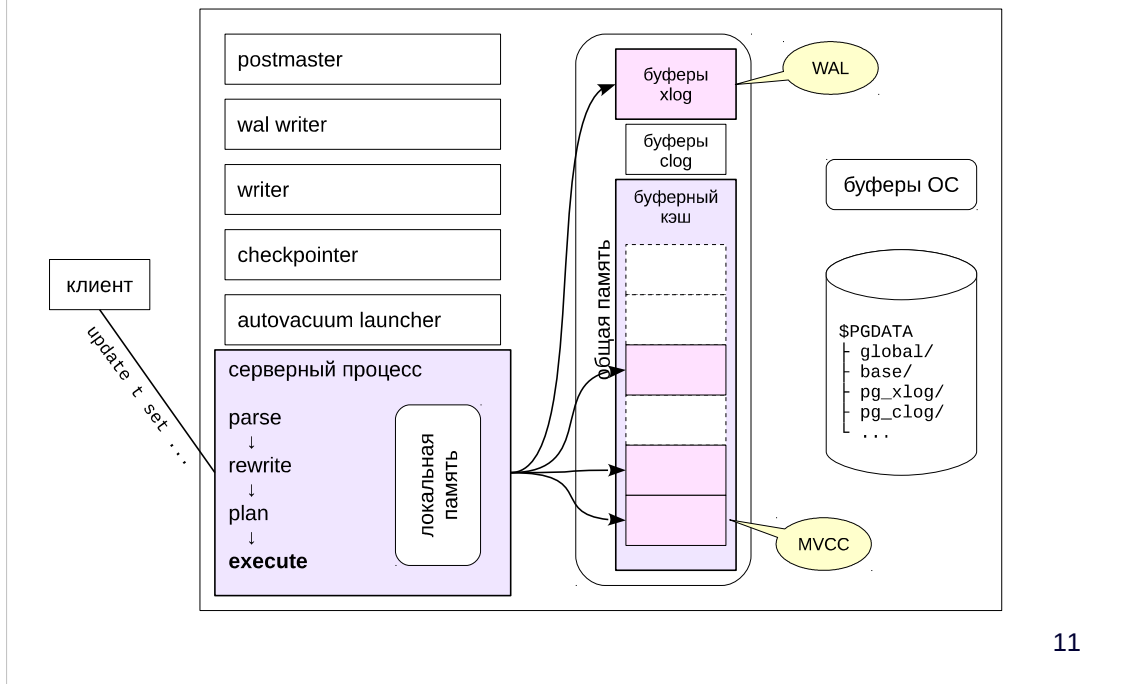 postmaster
wal writer
writer
checkpointer
autovacuum launcher
клиент
update t set ...
серверный процесс
parse
↓
rewrite
↓
plan
↓
execute
локальная
память
общая память
буферы
xlog
буферы
clog
буферный
кэш
WAL
буферы ОС
$PGDATA
├ global/
├ base/
├ pg_xlog/
├ pg_clog/
└ ...
MVCC
11